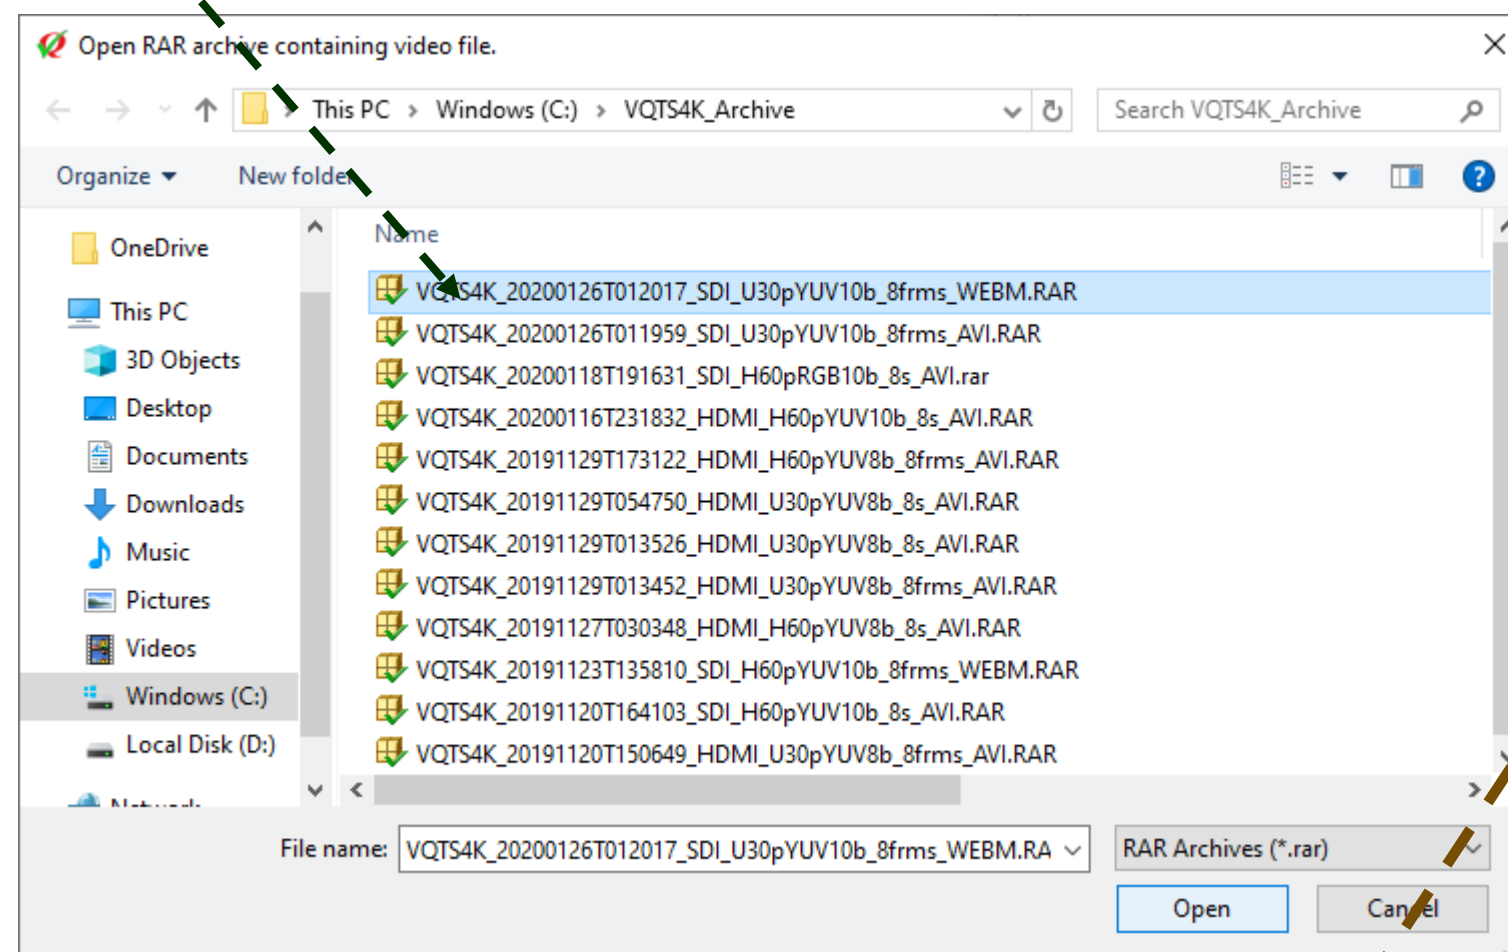 Open RAR archive containing video file.
This PC > Windows (C:) > VQTS4K_Archive
Search VQTS4K_Archive
Organize
New folder
Name
OneDrive
This PC
3D Objects
Desktop
Documents
Downloads
Music
Pictures
Videos
Windows (C:)
Local Disk (D:)
Network
VQTS4K_20200126T012017_SDI_U30pYUV10b_8frms_WEBM.RAR
VQTS4K_20200126T011959_SDI_U30pYUV10b_8frms_AVI.RAR
VQTS4K_20200118T191631_SDI_H60pRGB10b_8s_AVI.rar
VQTS4K_20200116T231832_HDMI_H60pYUV10b_8s_AVI.RAR
VQTS4K_20191129T173122_HDMI_H60pYUV8b_8frms_AVI.RAR
VQTS4K_20191129T054750_HDMI_U30pYUV8b_8s_AVI.RAR
VQTS4K_20191129T013526_HDMI_U30pYUV8b_8s_AVI.RAR
VQTS4K_20191129T013452_HDMI_U30pYUV8b_8frms_AVI.RAR
VQTS4K_20191127T030348_HDMI_H60pYUV8b_8s_AVI.RAR
VQTS4K_20191123T135810_SDI_H60pYUV10b_8frms_WEBM.RAR
VQTS4K_20191120T164103_SDI_H60pYUV10b_8s_AVI.RAR
VQTS4K_20191120T150649_HDMI_U30pYUV8b_8frms_AVI.RAR
File name: VQTS4K_20200126T012017_SDI_U30pYUV10b_8frms_WEBM.RA
RAR Archives (*.rar)
Open
Cancel